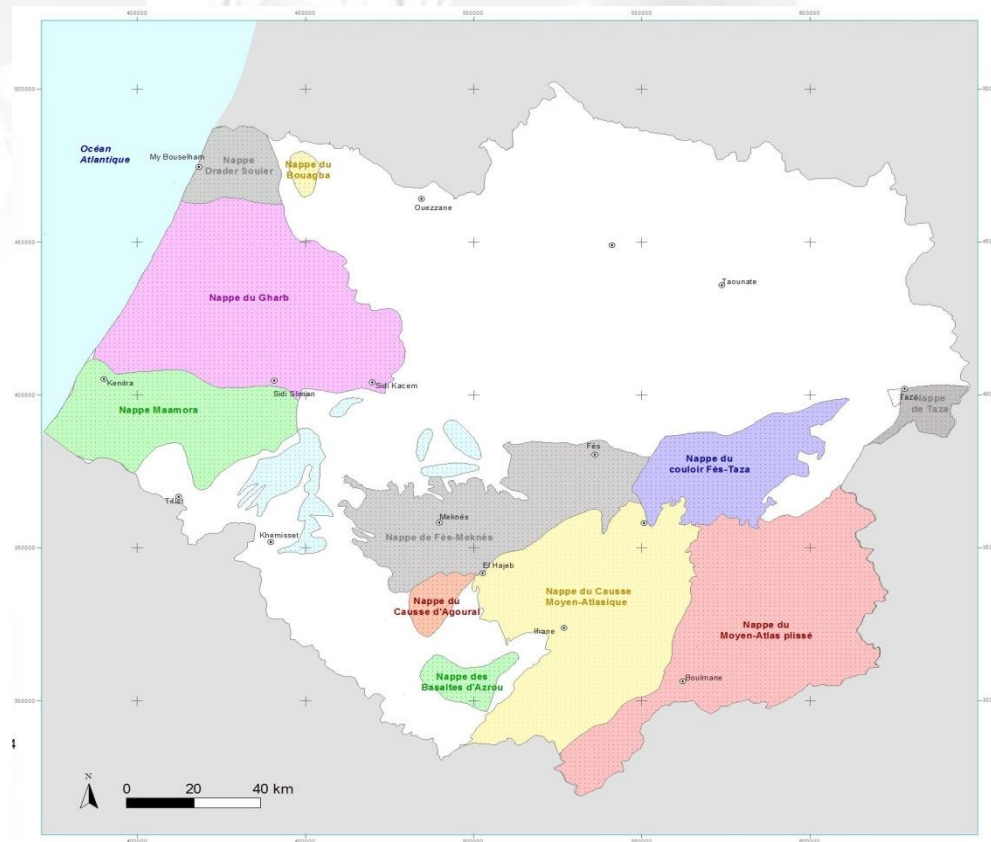 Océan
Atlantique
My Bouselham
Nappe
Drader Souier
Nappe du
Bouagba
Ouezzane
Nappe du Gharb
Taounate
Kenitra
Sidi Sliman
Sidi Kacem
Nappe Maamora
Taza
Nappe
de Taza
Fès
Nappe du
couloir Fès-Taza
Tiflet
Meknès
Khemisset
Nappe de Fès-Meknès
El Hajeb
Nappe du
Causse d'Agourai
Nappe du Causse
Moyen-Atlasique
Ifrane
Nappe du
Moyen-Atlas plissé
Nappe des
Basaltes d'Azrou
Boulmane
N
0 20 40 km